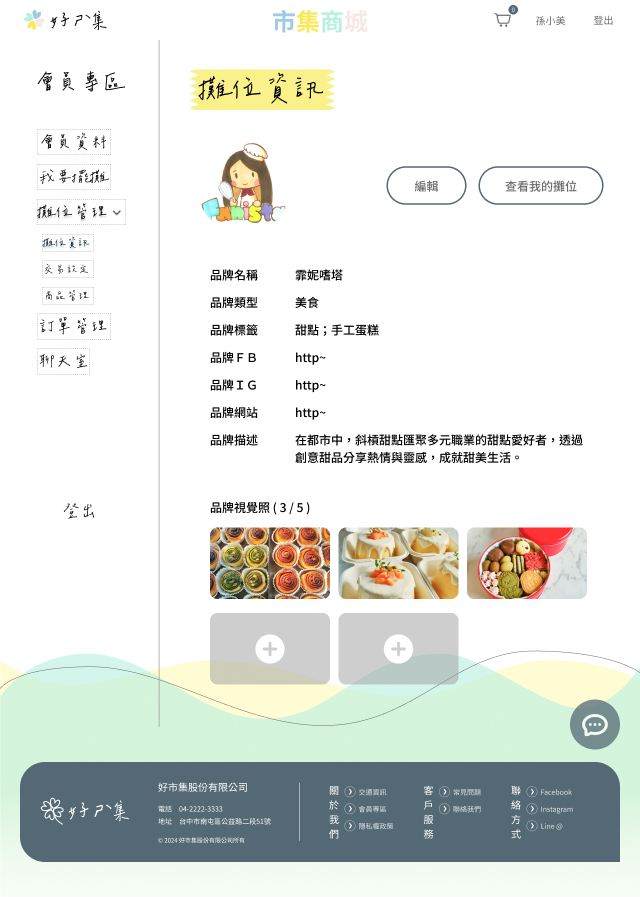 好ㄕˋ集
市集商城
0
孫小美
登出
會員專區
會員資料
我要擺攤
攤位管理
攤位資訊
交易設定
商品管理
訂單管理
聊天室
登出
攤位資訊
編輯
查看我的攤位
品牌名稱 霏妮嗜塔
品牌類型 美食
品牌標籤 甜點；手工蛋糕
品牌ＦＢ http~
品牌ＩＧ http~
品牌網站 http~
品牌描述 在都市中，斜槓甜點匯聚多元職業的甜點愛好者，透過
創意甜品分享熱情與靈感，成就甜美生活。
品牌視覺照 ( 3 / 5 )
好ㄕˋ集
好市集股份有限公司
電話 04-2222-3333
地址 台中市南屯區公益路二段51號
© 2024 好市集股份有限公司所有
關於我們
交通資訊
會員專區
隱私權政策
客戶服務
常見問題
聯絡我們
聯絡方式
Facebook
Instagram
Line @